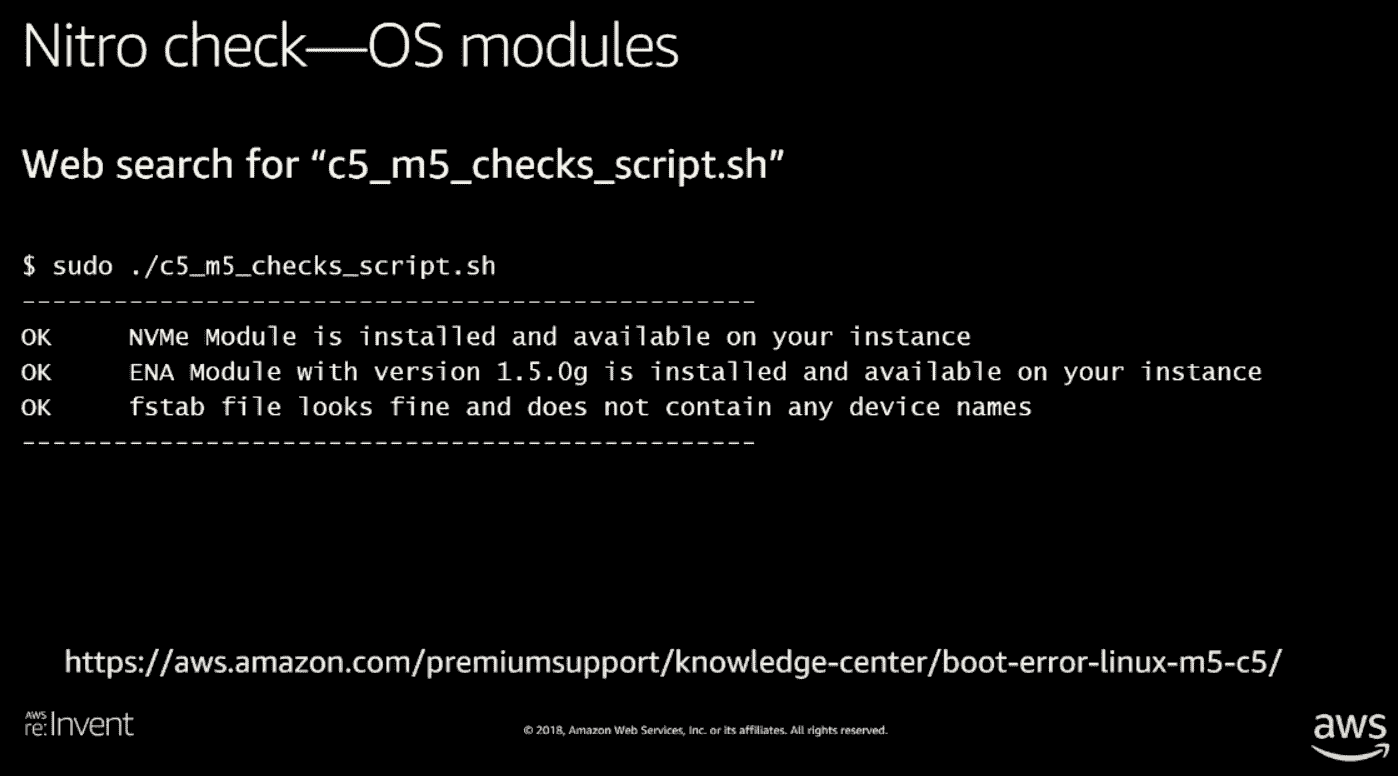 Nitro check—OS modules
Web search for “c5_m5_checks_script.sh”
$ sudo ./c5_m5_checks_script.sh
------------------------------------------------
OK      NVMe Module is installed and available on your instance
OK      ENA Module with version 1.5.0g is installed and available on your instance
OK      fstab file looks fine and does not contain any device names
------------------------------------------------
https://aws.amazon.com/premiumsupport/knowledge-center/boot-error-linux-m5-c5/
AWS
re:Invent
© 2018, Amazon Web Services, Inc. or its affiliates. All rights reserved.
aws